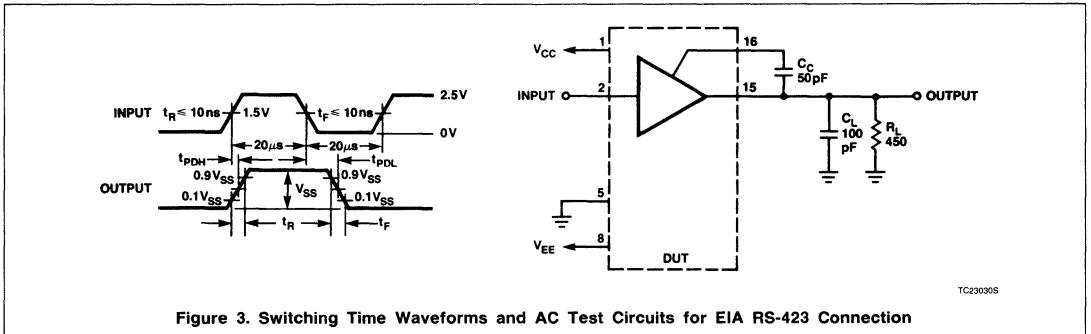 INPUT
t_R ≤ 10ns
1.5V
t_F ≤ 10ns
2.5V
0V
20μs
20μs
t_PDH
t_PDL
OUTPUT
0.9V_SS
0.1V_SS
V_SS
0.9V_SS
0.1V_SS
t_R
t_F
V_CC
1
16
C_C
50pF
INPUT
2
15
OUTPUT
C_L
100
pF
R_L
450
5
V_EE
8
DUT
TC23030S
Figure 3. Switching Time Waveforms and AC Test Circuits for EIA RS-423 Connection